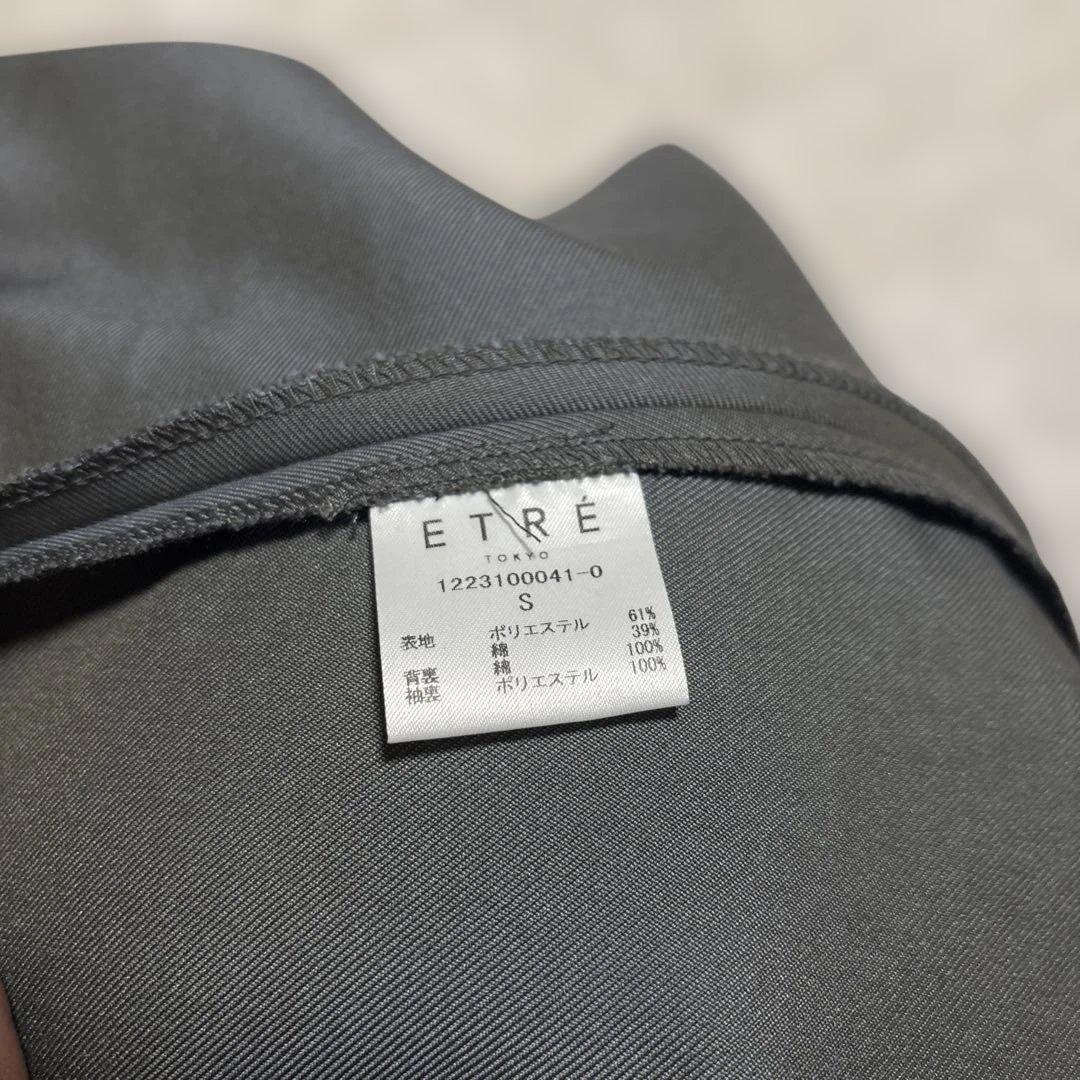 ETRÉ
TOKYO
1223100041-0
S
表地 ポリエステル 61%
綿 39%
背裏 綿 100%
袖裏 ポリエステル 100%